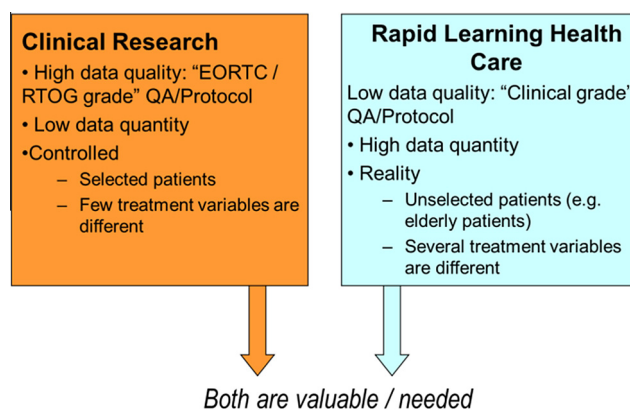 Clinical Research
• High data quality: “EORTC /
RTOG grade” QA/Protocol
• Low data quantity
•Controlled
– Selected patients
– Few treatment variables are
different
Rapid Learning Health
Care
Low data quality: “Clinical grade”
QA/Protocol
• High data quantity
• Reality
– Unselected patients (e.g.
elderly patients)
– Several treatment variables
are different
Both are valuable / needed